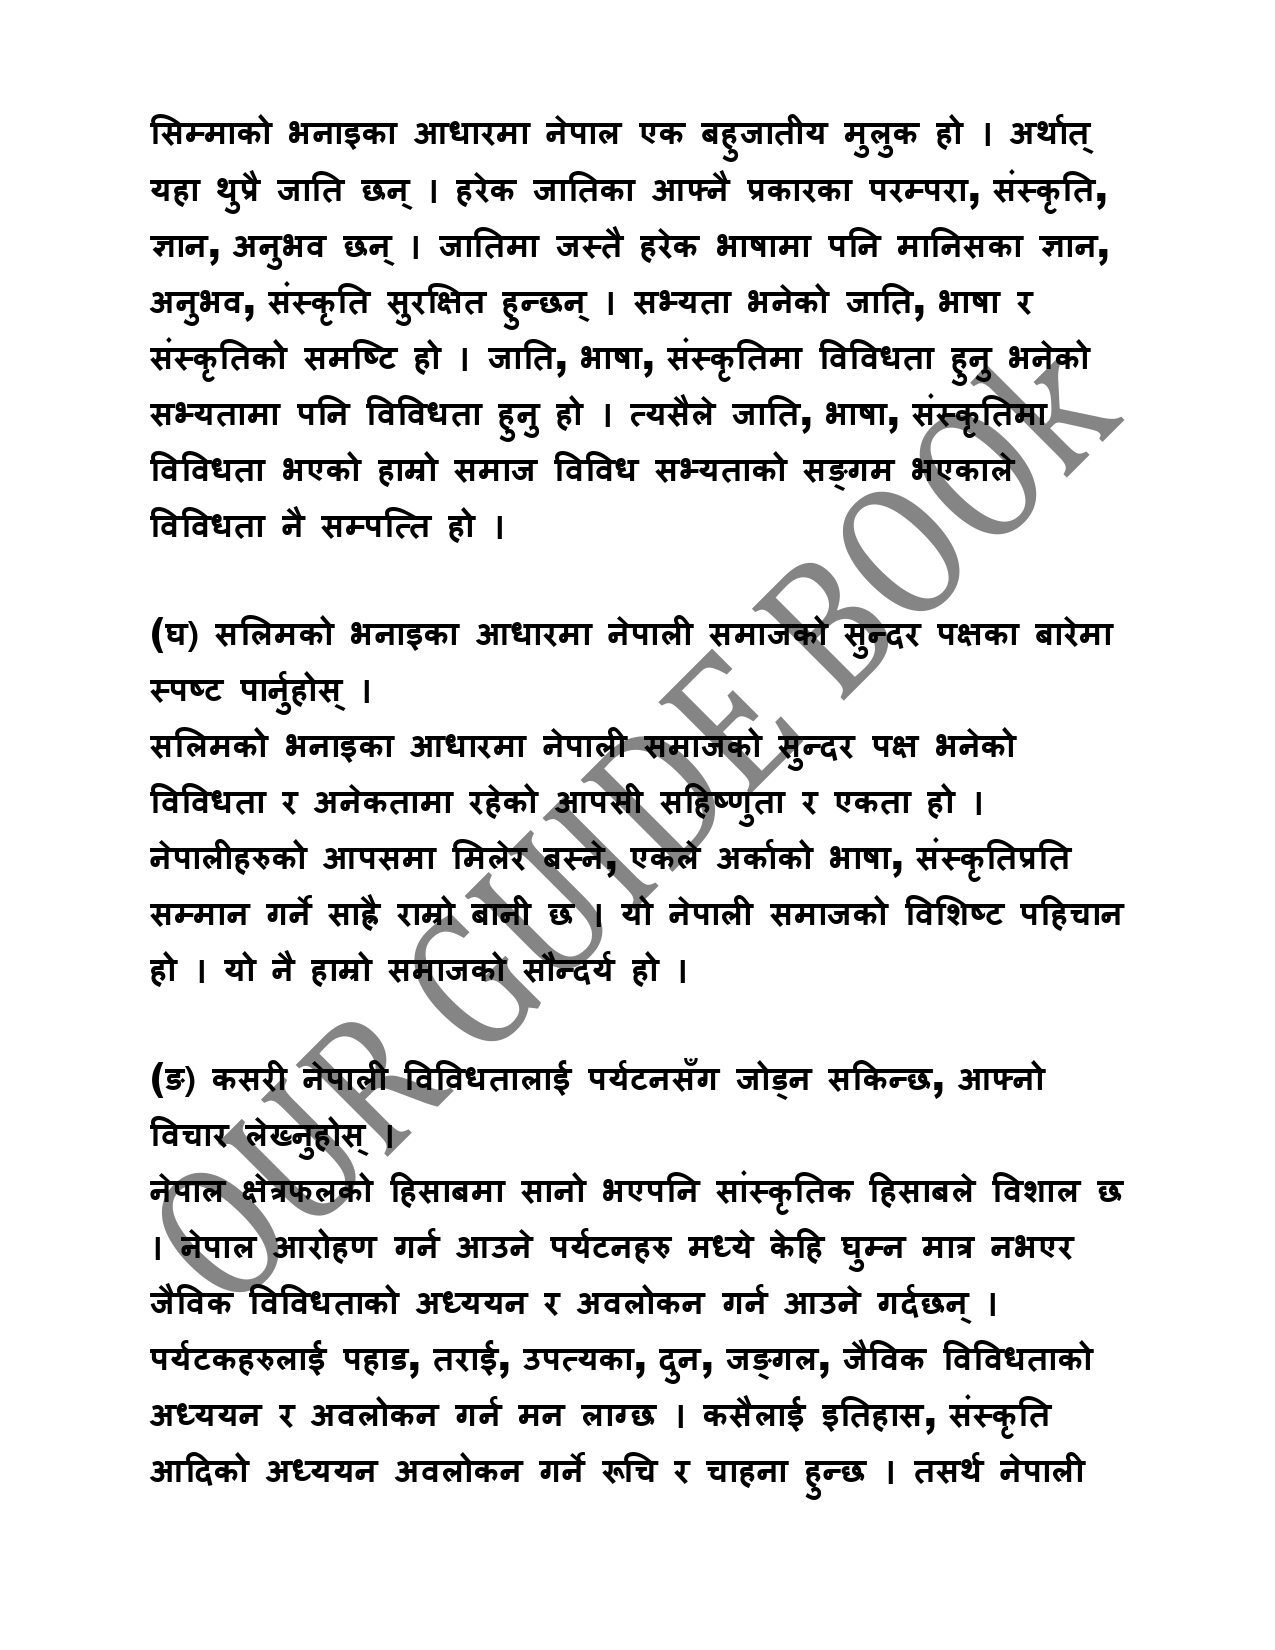 सिम्माको भनाइका आधारमा नेपाल एक बहुजातीय मुलुक हो । अर्थात्
यहा थुप्रै जाति छन् । हरेक जातिका आफ्नै प्रकारका परम्परा, संस्कृति,
ज्ञान, अनुभव छन् । जातिमा जस्तै हरेक भाषामा पनि मानिसका ज्ञान,
अनुभव, संस्कृति सुरक्षित हुन्छन् । सभ्यता भनेको जाति, भाषा र
संस्कृतिको समष्टि हो । जाति, भाषा, संस्कृतिमा विविधता हुनु भनेको
सभ्यतामा पनि विविधता हुनु हो । त्यसैले जाति, भाषा, संस्कृतिमा
विविधता भएको हाम्रो समाज विविध सभ्यताको सङ्गम भएकाले
विविधता नै सम्पत्ति हो ।
(घ) सलिमको भनाइका आधारमा नेपाली समाजको सुन्दर पक्षका बारेमा
स्पष्ट पार्नुहोस् ।
सलिमको भनाइका आधारमा नेपाली समाजको सुन्दर पक्ष भनेको
विविधता र अनेकतामा रहेको आपसी सहिष्णुता र एकता हो ।
नेपालीहरुको आपसमा मिलेर बस्ने, एकले अर्काको भाषा, संस्कृतिप्रति
सम्मान गर्ने साह्रै राम्रो बानी छ । यो नेपाली समाजको विशिष्ट पहिचान
हो । यो नै हाम्रो समाजको सौन्दर्य हो ।
(ङ) कसरी नेपाली विविधतालाई पर्यटनसँग जोड्न सकिन्छ, आफ्नो
विचार लेख्नुहोस् ।
नेपाल क्षेत्रफलको हिसाबमा सानो भएपनि सांस्कृतिक हिसाबले विशाल छ
। नेपाल आरोहण गर्न आउने पर्यटनहरु मध्ये केहि घुम्न मात्र नभएर
जैविक विविधताको अध्ययन र अवलोकन गर्न आउने गर्दछन् ।
पर्यटकहरुलाई पहाड, तराई, उपत्यका, दुन, जङ्गल, जैविक विविधताको
अध्ययन र अवलोकन गर्न मन लाग्छ । कसैलाई इतिहास, संस्कृति
आदिको अध्ययन अवलोकन गर्ने रूचि र चाहना हुन्छ । तसर्थ नेपाली
OUR GUIDE BOOk